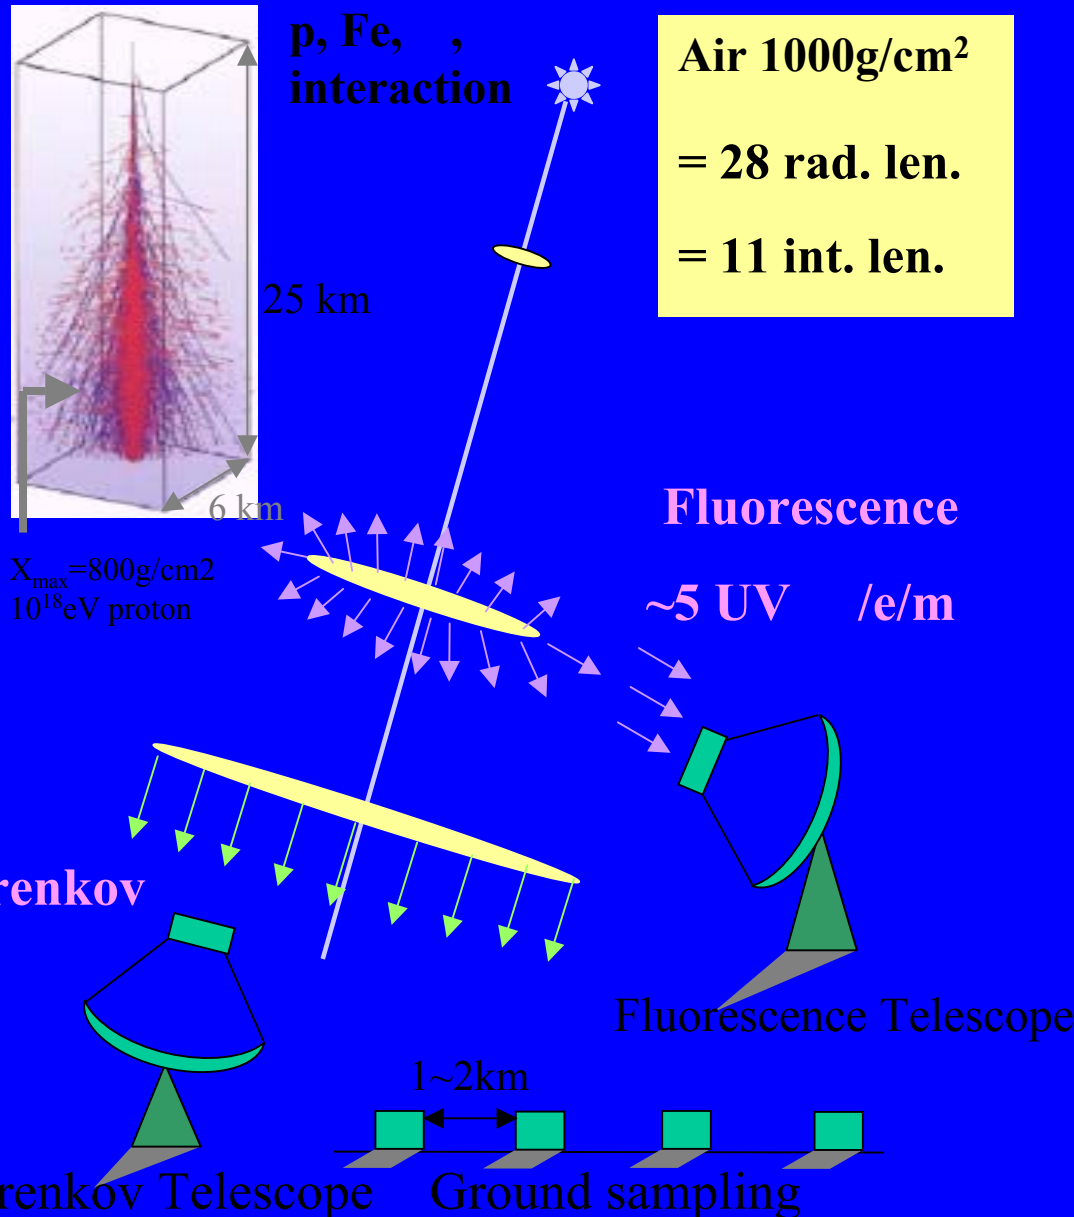 p, Fe, ,
interaction
Air 1000g/cm²
= 28 rad. len.
= 11 int. len.
25 km
6 km
Xmax=800g/cm2
10¹⁸eV proton
Fluorescence
~5 UV /e/m
renkov
Fluorescence Telescope
1~2km
renkov Telescope
Ground sampling